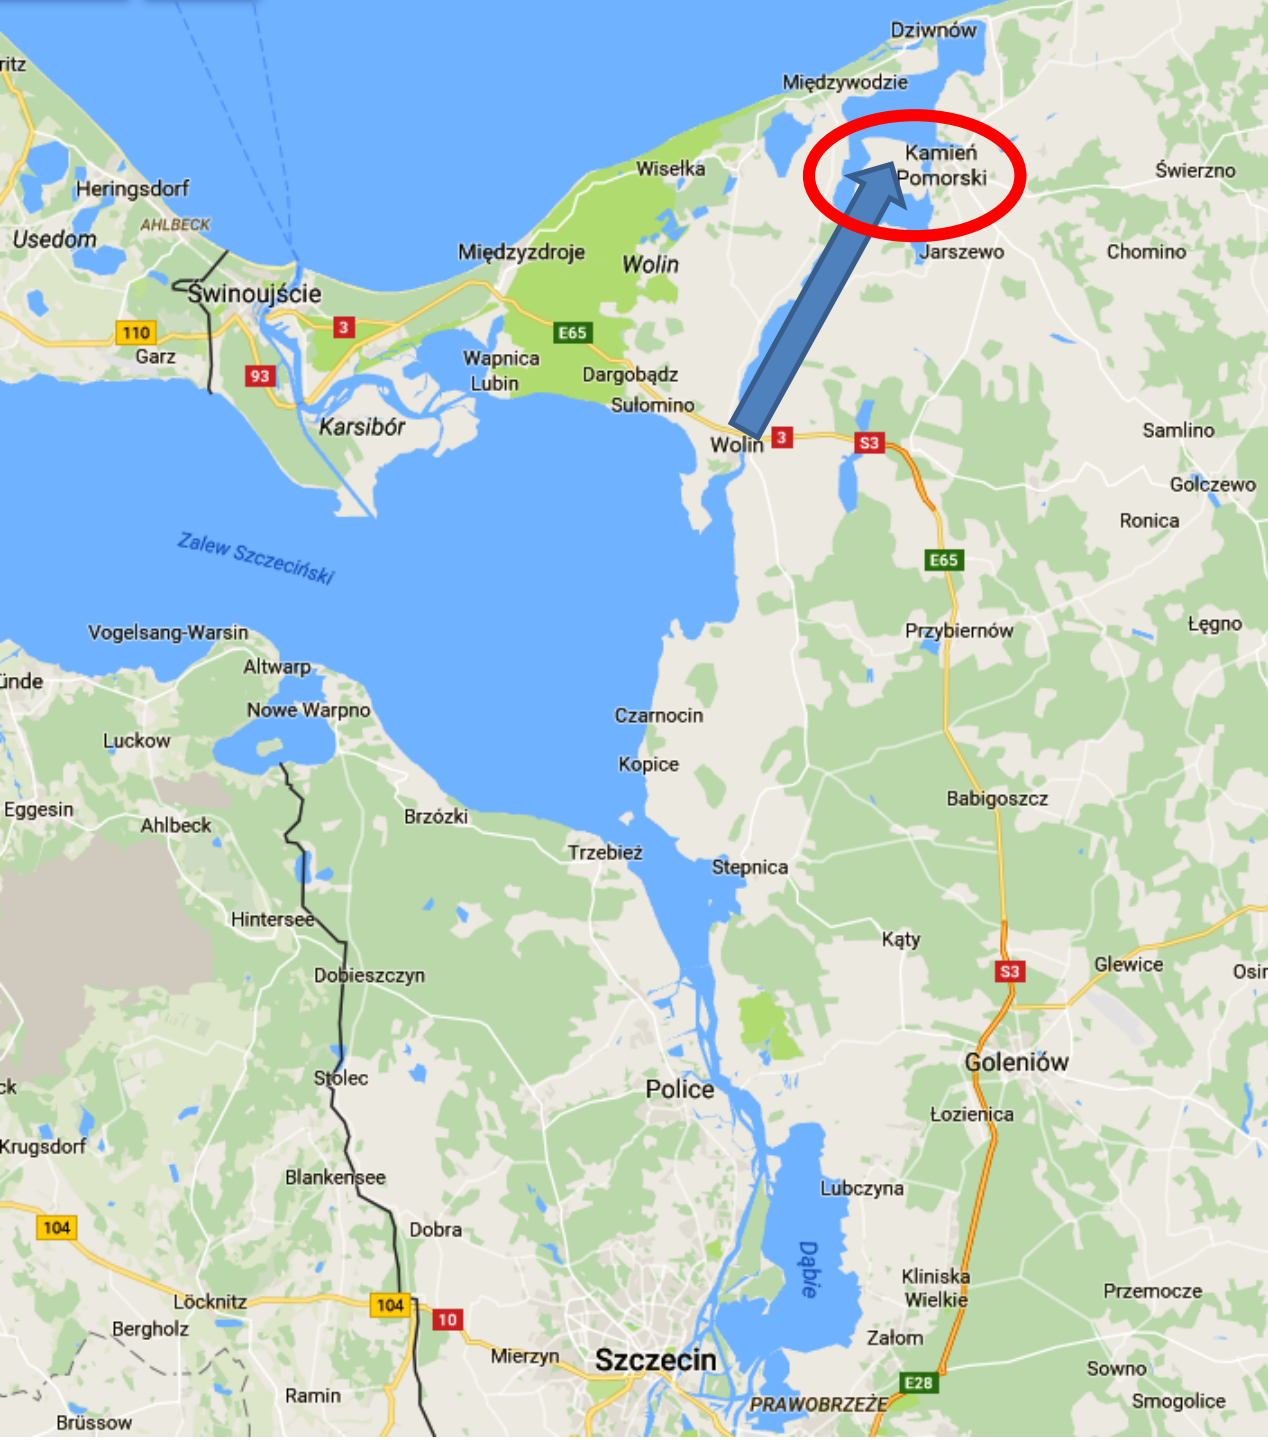 Dziwnów
ritz
Międzywodzie
Kamień
Pomorski
Wisełka
Świerzno
Heringsdorf
AHLBECK
Usedom
Międzyzdroje
Wolin
Jarszewo
Chomino
Świnoujście
3
110
E65
Garz
Wapnica
93
Lubin
Dargobądz
Sułomino
Karsibór
Wolin
3
S3
Samlino
Golczewo
Ronica
Zalew Szczeciński
E65
Vogelsang-Warsin
Przybiernów
Łęgno
Altwarp
ünde
Nowe Warpno
Czarnocin
Luckow
Kopice
Babigoszcz
Eggesin
Ahlbeck
Brzózki
Trzebież
Stepnica
Hintersee
Kąty
Glewice
S3
Osin
Dobieszczyn
Goleniów
Stolec
ck
Police
Łozienica
Krugsdorf
Blankensee
Lubczyna
104
Dobra
Dąbie
Kliniska
Wielkie
Przemocze
Löcknitz
104
10
Bergholz
Załom
Mierzyn
Szczecin
Sowno
E28
Ramin
PRAWOBRZEŻE
Smogolice
Brüssow